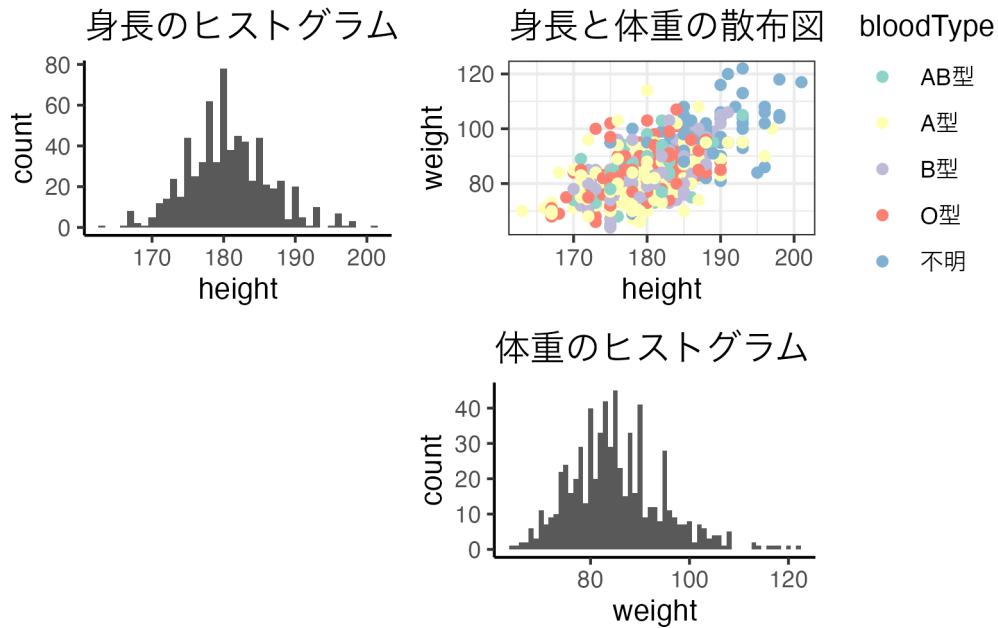 身長のヒストグラム
80
60
40
20
0
count
170 180 190 200
height
身長と体重の散布図
120
100
80
weight
170 180 190 200
height
bloodType
AB型
A型
B型
O型
不明
体重のヒストグラム
40
30
20
10
0
count
80 100 120
weight